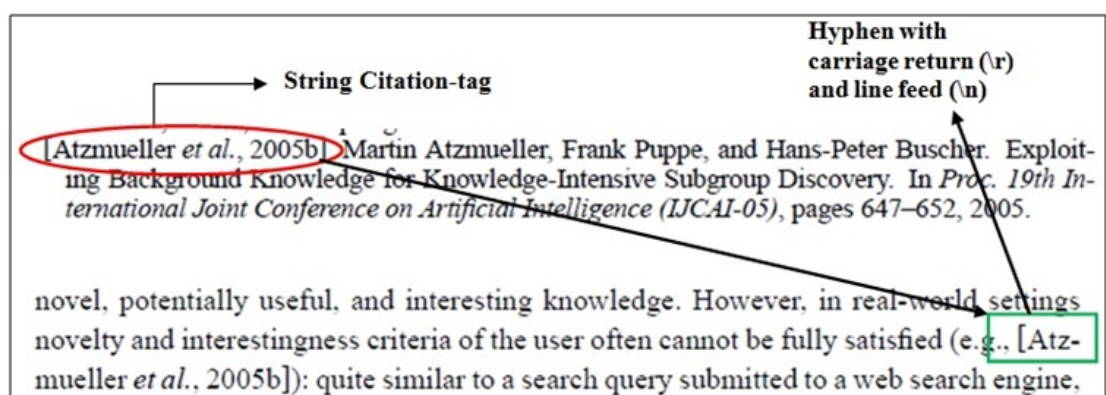 Hyphen with
carriage return (\r)
and line feed (\n)
String Citation-tag
[Atzmueller et al., 2005b] Martin Atzmueller, Frank Puppe, and Hans-Peter Buscher. Exploit-
ing Background Knowledge for Knowledge-Intensive Subgroup Discovery. In Proc. 19th In-
ternational Joint Conference on Artificial Intelligence (IJCAI-05), pages 647–652, 2005.
novel, potentially useful, and interesting knowledge. However, in real-world settings
novelty and interestingness criteria of the user often cannot be fully satisfied (e.g., [Atz-
mueller et al., 2005b]): quite similar to a search query submitted to a web search engine,